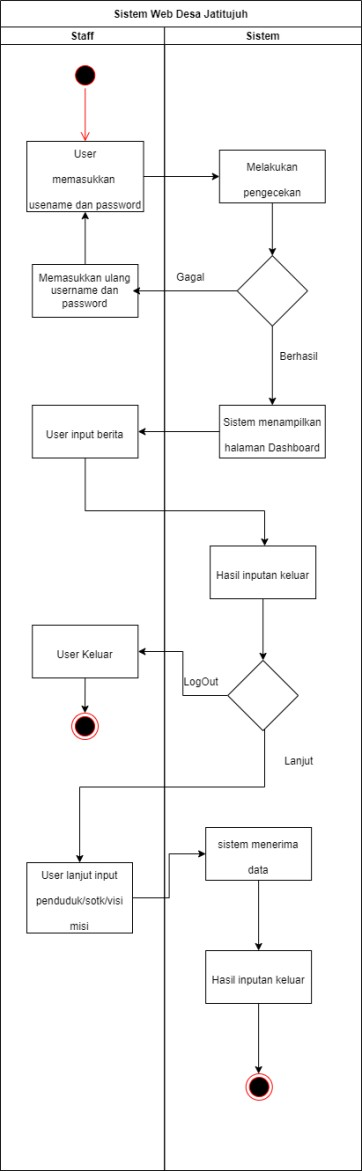 Sistem Web Desa Jatitujuh
Staff
Sistem
User
memasukkan
usename dan password
Melakukan
pengecekan
Memasukkan ulang
username dan
password
Gagal
Berhasil
User input berita
Sistem menampilkan
halaman Dashboard
Hasil inputan keluar
User Keluar
LogOut
Lanjut
User lanjut input
penduduk/sotk/visi
misi
sistem menerima
data
Hasil inputan keluar